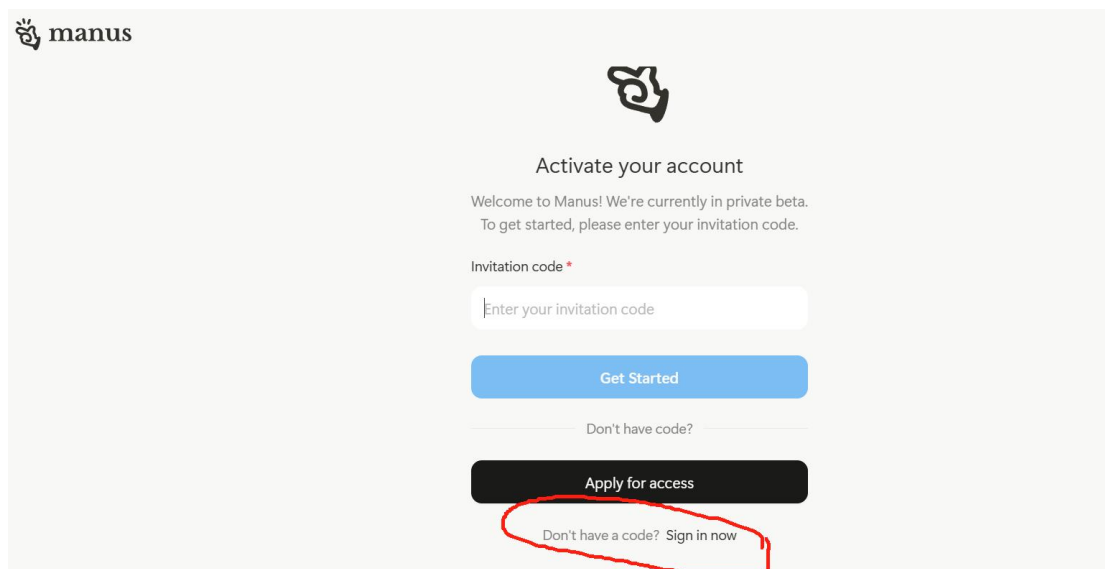 manus
Activate your account
Welcome to Manus! We're currently in private beta.
To get started, please enter your invitation code.
Invitation code *
Enter your invitation code
Get Started
Don't have code?
Apply for access
Don't have a code? Sign in now